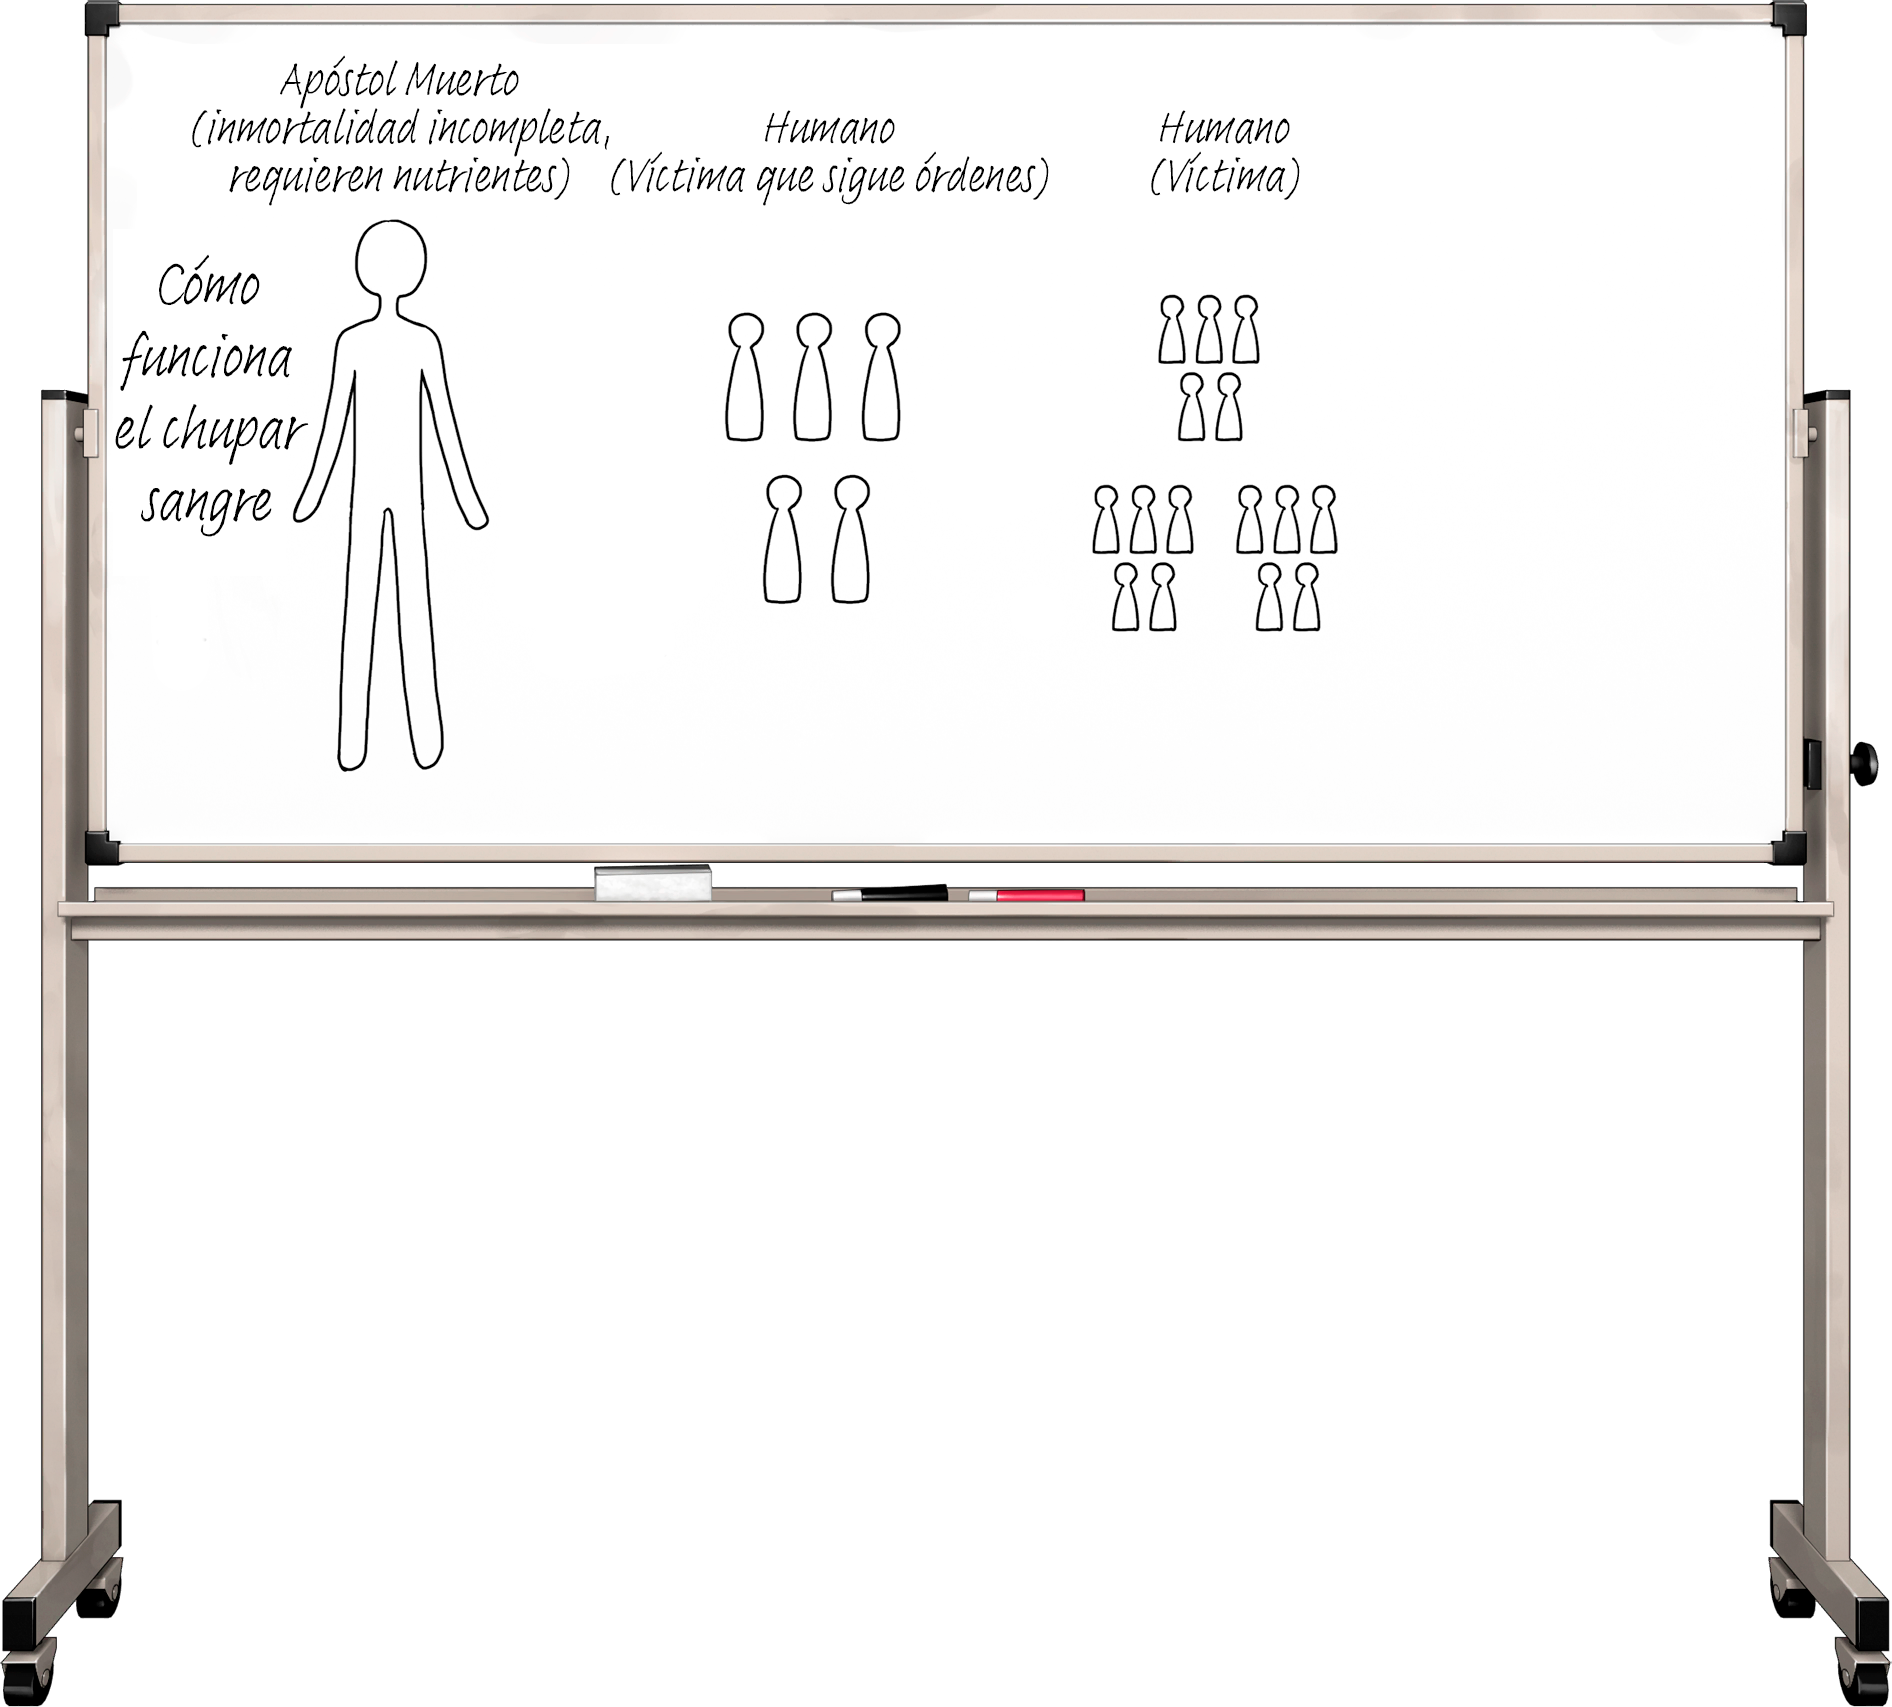 Apóstol Muerto
(inmortalidad incompleta,
requieren nutrientes)
Humano
(Víctima que sigue órdenes)
Humano
(Víctima)
Cómo
funciona
el chupar
sangre